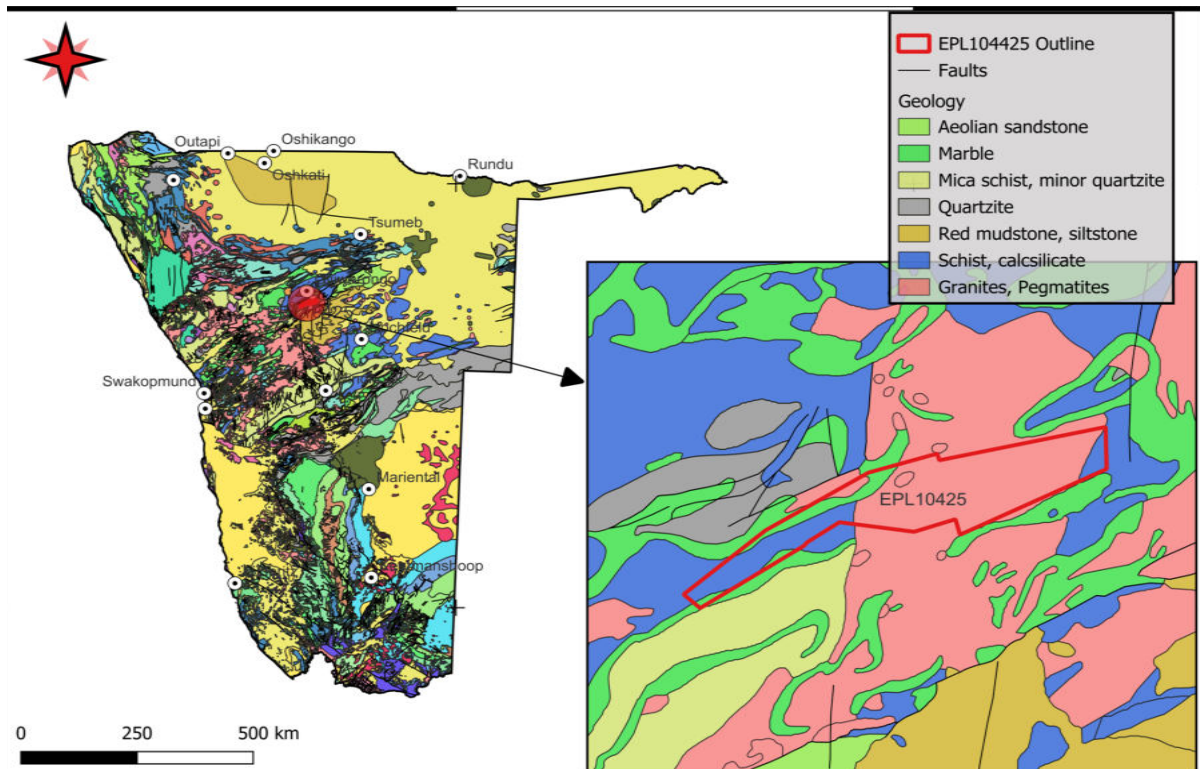 EPL104425 Outline
Faults
Geology
Aeolian sandstone
Marble
Mica schist, minor quartzite
Quartzite
Red mudstone, siltstone
Schist, calcsilicate
Granites, Pegmatites
Outapi
Oshikango
Oshkati
Rundu
Tsumeb
Swakopmund
Mariental
EPL10425
0
250
500 km